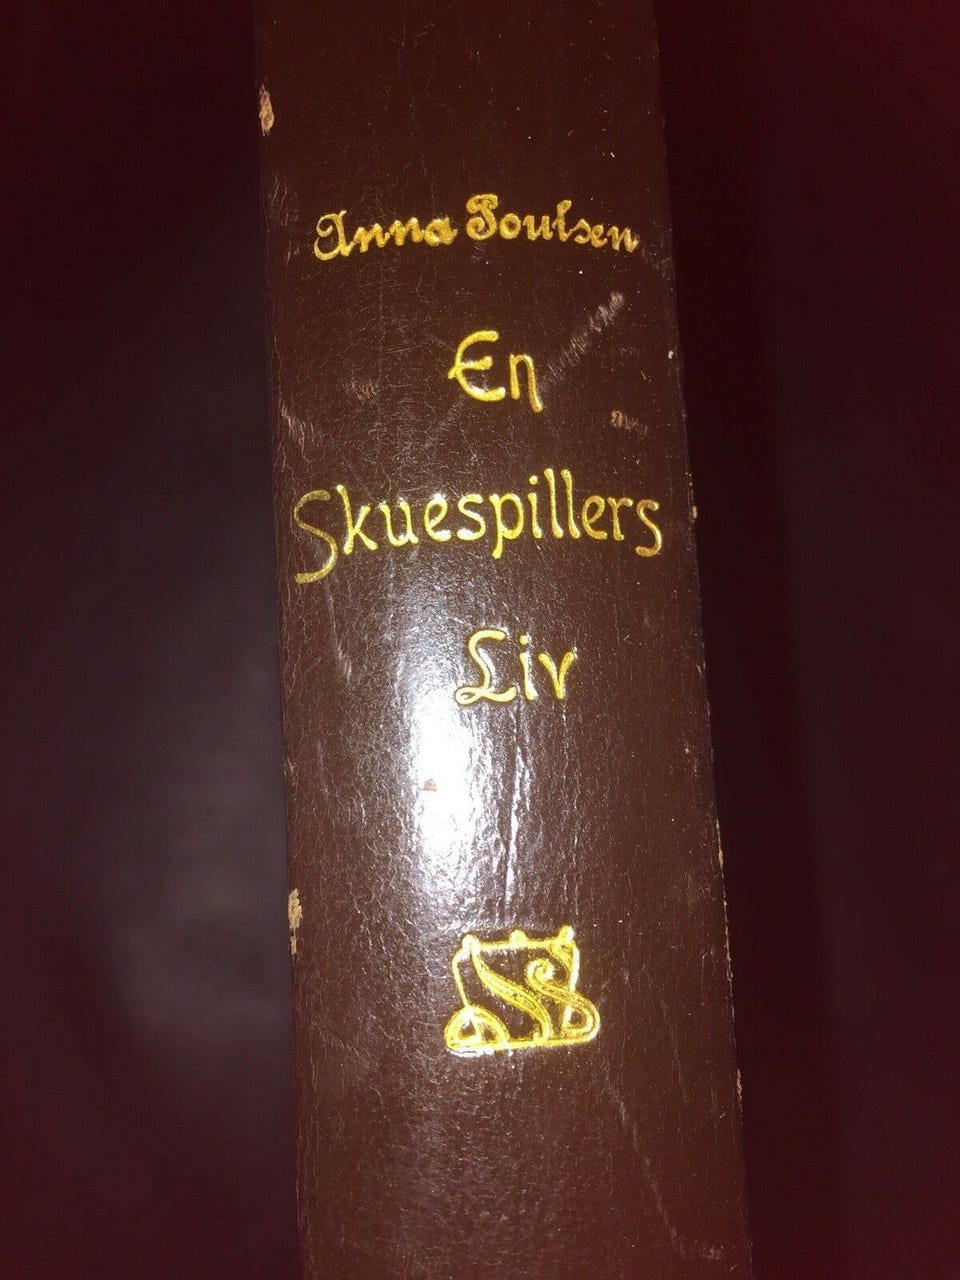 Anna Poulsen
En
Skuespillers
Liv